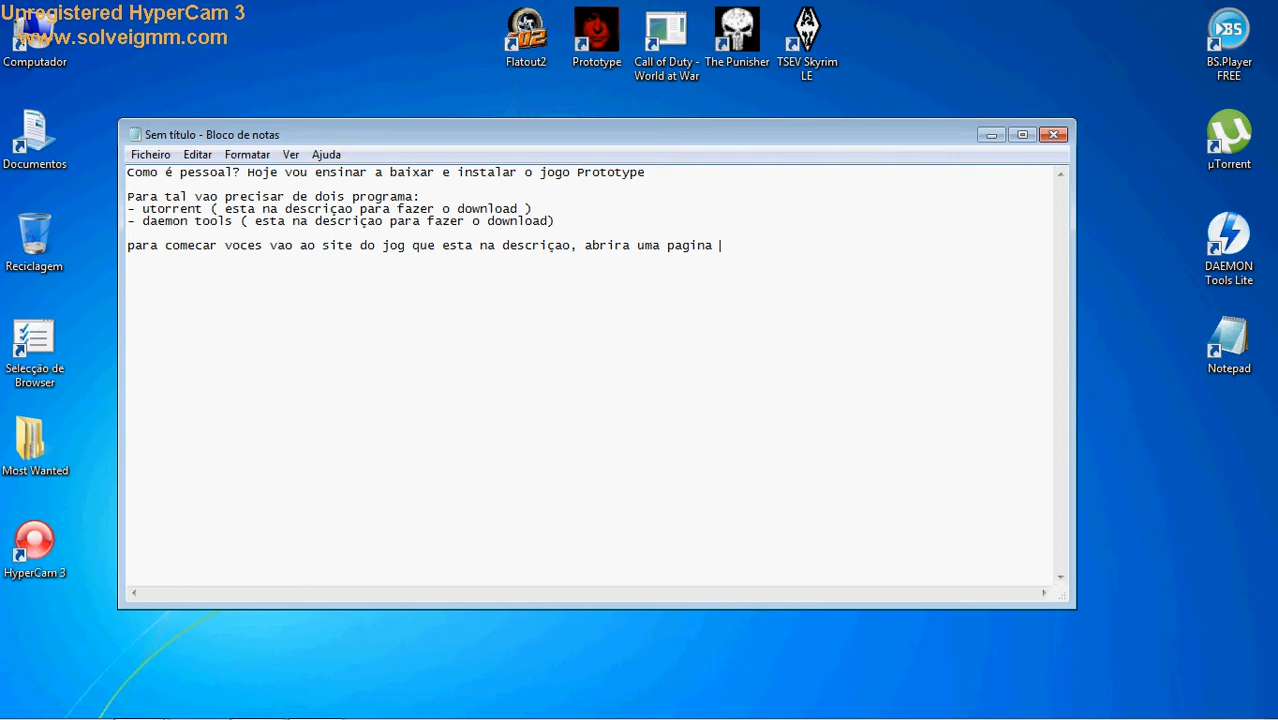 Unregistered HyperCam 3
www.solveigmm.com
Computador
Flatout2
Prototype
Call of Duty -
World at War
The Punisher
TSEV Skyrim
LE
BS.Player
FREE
Sem título - Bloco de notas
Ficheiro Editar Formatar Ver Ajuda
Como é pessoal? Hoje vou ensinar a baixar e instalar o jogo Prototype
Para tal vao precisar de dois programa:
- utorrent ( esta na descriçao para fazer o download )
- daemon tools ( esta na descriçao para fazer o download)
para comecar voces vao ao site do jog que esta na descriçao, abrira uma pagina
Documentos
Reciclagem
Selecção de
Browser
Most Wanted
HyperCam 3
µTorrent
DAEMON
Tools Lite
Notepad